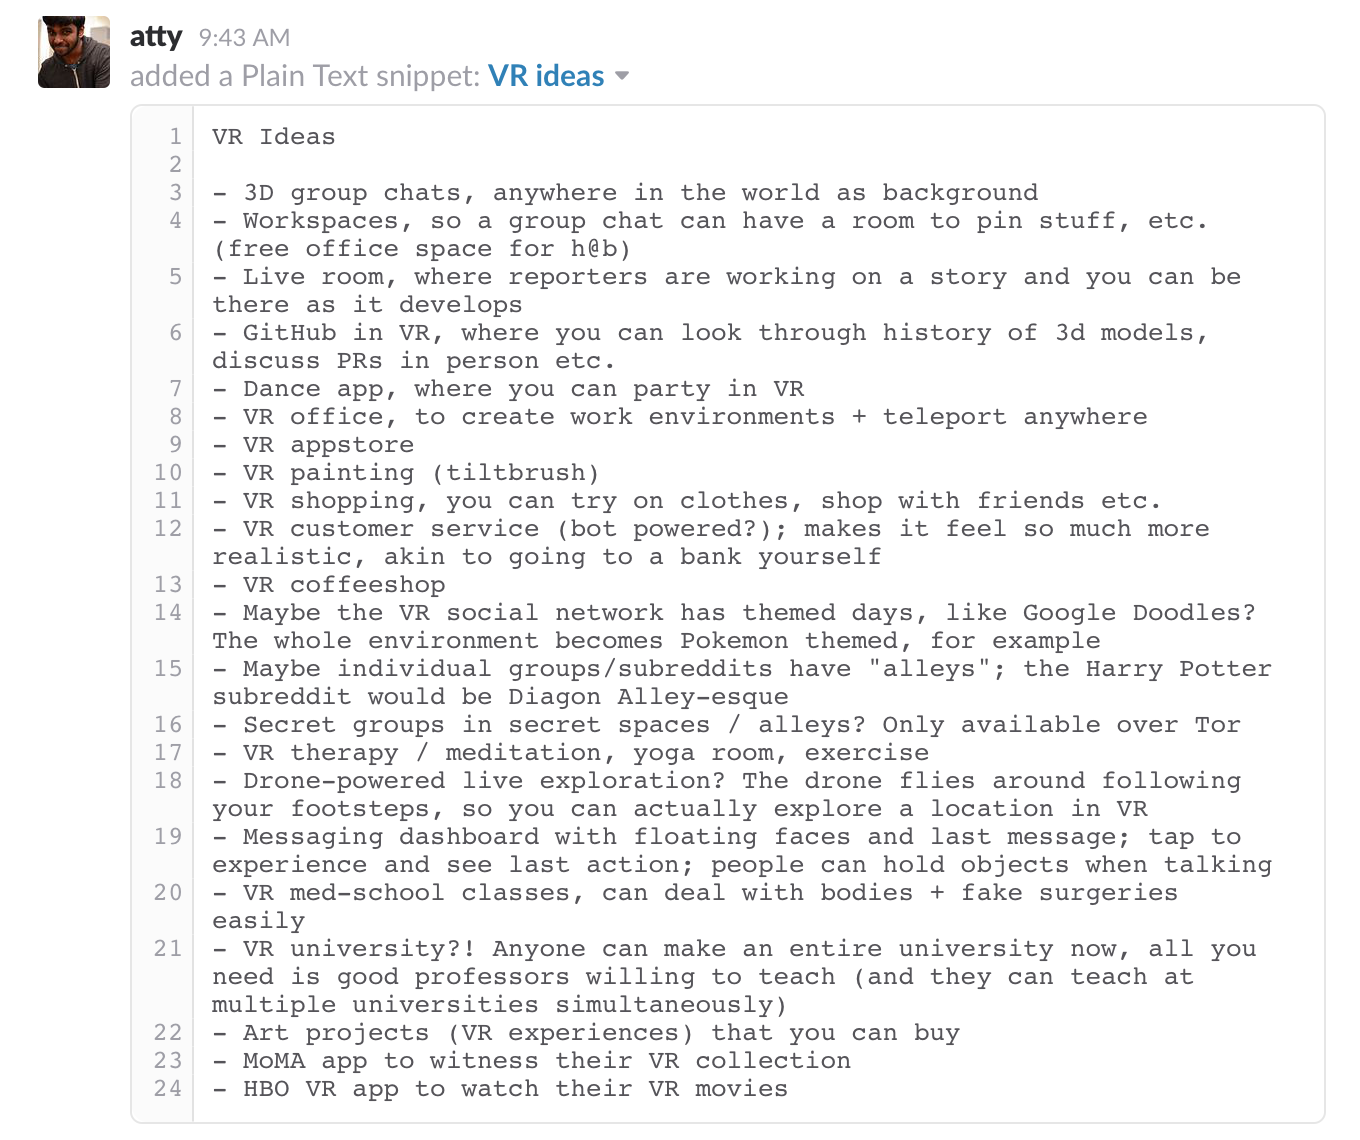 atty 9:43 AM
added a Plain Text snippet: VR ideas
1 VR Ideas
2
3 - 3D group chats, anywhere in the world as background
4 - Workspaces, so a group chat can have a room to pin stuff, etc.
(free office space for h@b)
5 - Live room, where reporters are working on a story and you can be
there as it develops
6 - GitHub in VR, where you can look through history of 3d models,
discuss PRs in person etc.
7 - Dance app, where you can party in VR
8 - VR office, to create work environments + teleport anywhere
9 - VR appstore
10 - VR painting (tiltbrush)
11 - VR shopping, you can try on clothes, shop with friends etc.
12 - VR customer service (bot powered?); makes it feel so much more
realistic, akin to going to a bank yourself
13 - VR coffeeshop
14 - Maybe the VR social network has themed days, like Google Doodles?
The whole environment becomes Pokemon themed, for example
15 - Maybe individual groups/subreddits have "alleys"; the Harry Potter
subreddit would be Diagon Alley-esque
16 - Secret groups in secret spaces / alleys? Only available over Tor
17 - VR therapy / meditation, yoga room, exercise
18 - Drone-powered live exploration? The drone flies around following
your footsteps, so you can actually explore a location in VR
19 - Messaging dashboard with floating faces and last message; tap to
experience and see last action; people can hold objects when talking
20 - VR med-school classes, can deal with bodies + fake surgeries
easily
21 - VR university?! Anyone can make an entire university now, all you
need is good professors willing to teach (and they can teach at
multiple universities simultaneously)
22 - Art projects (VR experiences) that you can buy
23 - MoMA app to witness their VR collection
24 - HBO VR app to watch their VR movies